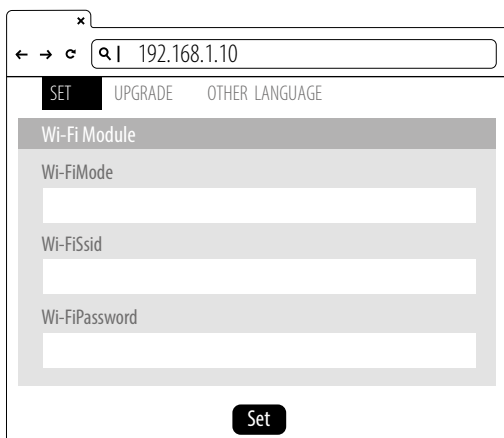 192.168.1.10
SET UPGRADE OTHER LANGUAGE
Wi-Fi Module
Wi-FiMode
Wi-FiSsid
Wi-FiPassword
Set